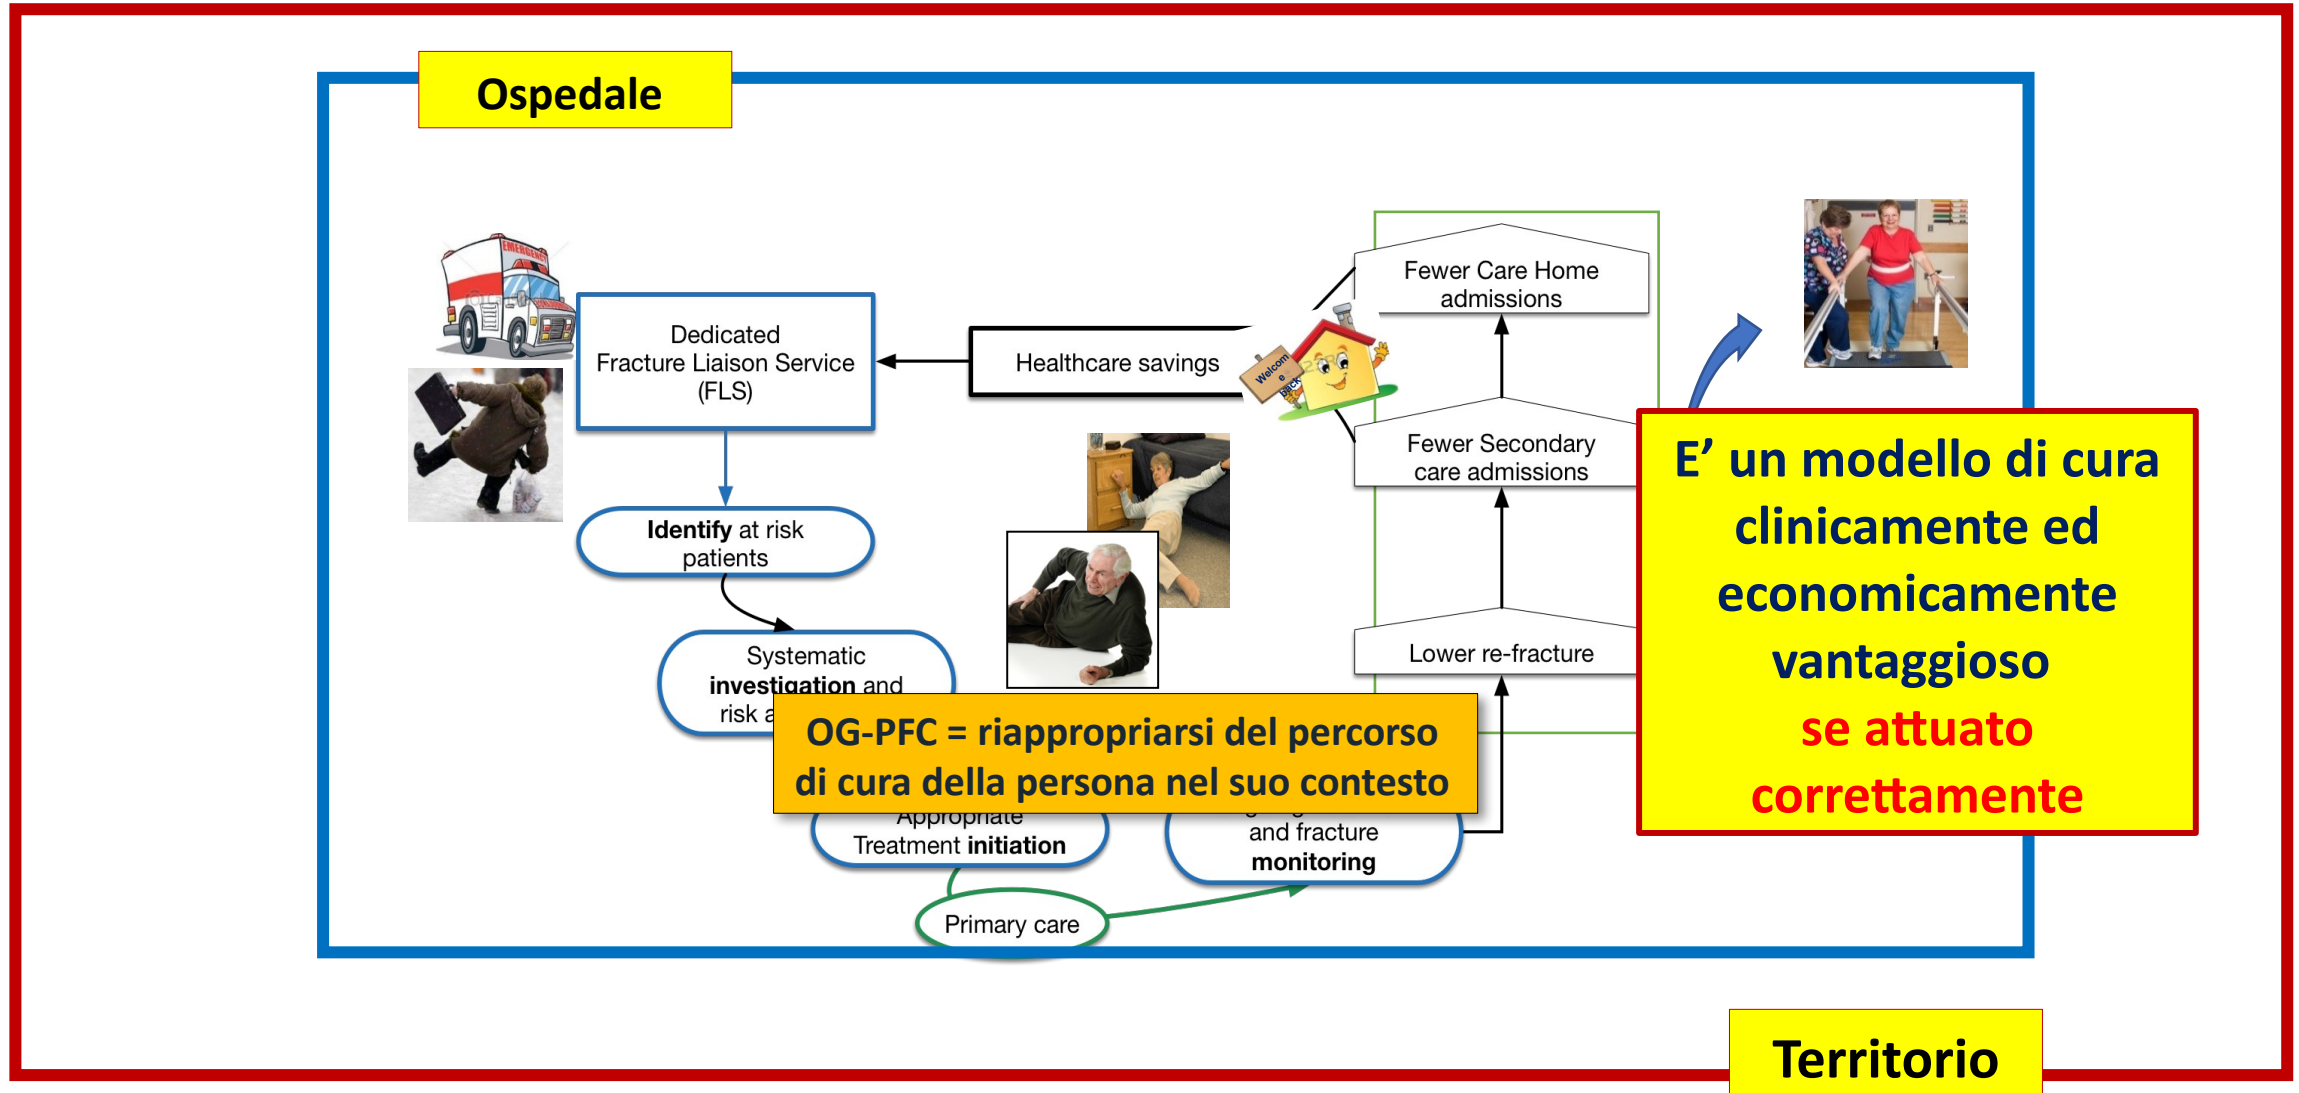 Ospedale
EMERGENCY
Dedicated
Fracture Liaison Service
(FLS)
Healthcare savings
Welcom
e
back
Fewer Care Home
admissions
Fewer Secondary
care admissions
Lower re-fracture
Identify at risk
patients
Systematic
investigation and
risk
OG-PFC = riappropriarsi del percorso
di cura della persona nel suo contesto
Appropriate
Treatment initiation
and fracture
monitoring
Primary care
E’ un modello di cura
clinicamente ed
economicamente
vantaggioso
se attuato
correttamente
Territorio